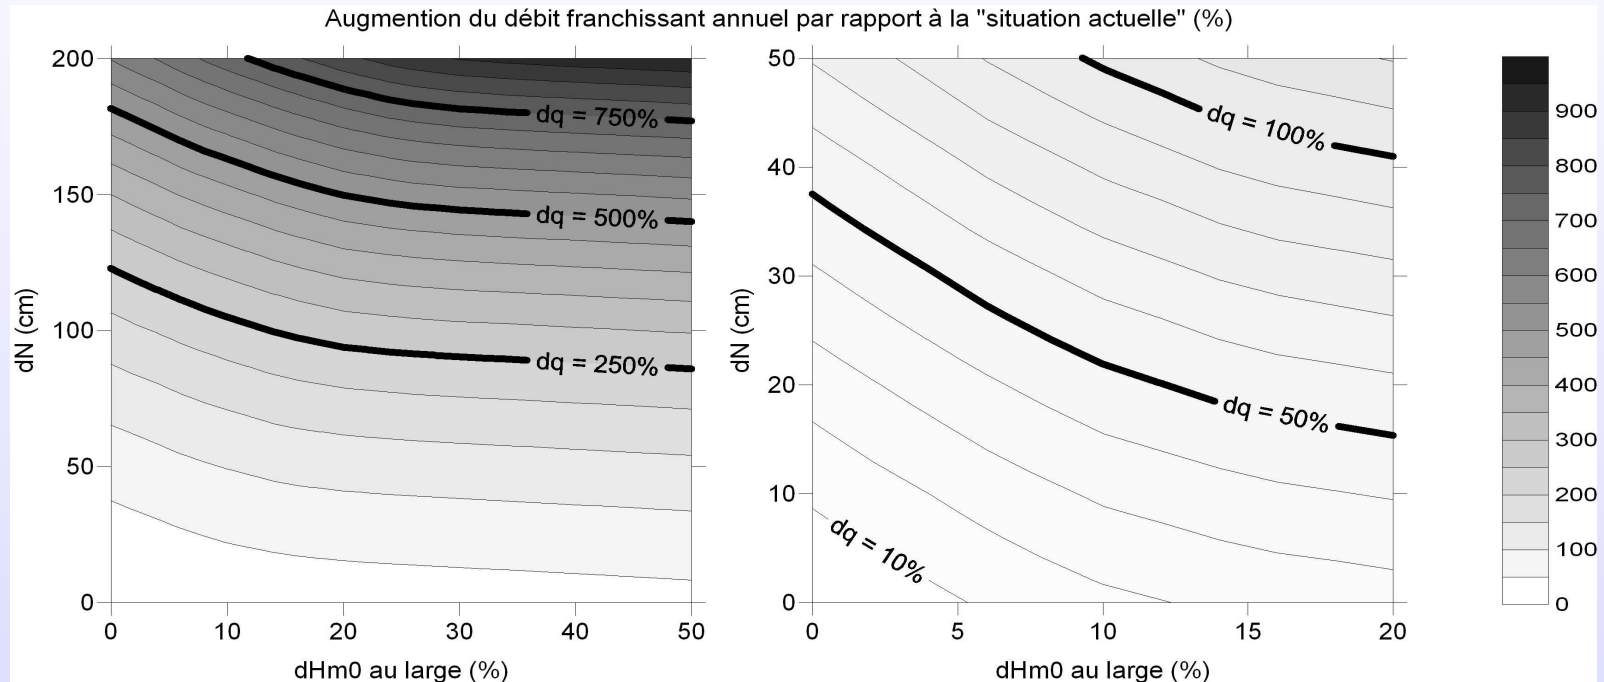 Augmention du débit franchissant annuel par rapport à la "situation actuelle" (%)
200
150
100
50
0
dN (cm)
dq = 750%
dq = 500%
dq = 250%
0 10 20 30 40 50
dHm0 au large (%)
50
40
30
20
10
0
dN (cm)
dq = 100%
dq = 50%
dq = 10%
0 5 10 15 20
dHm0 au large (%)
900
800
700
600
500
400
300
200
100
0